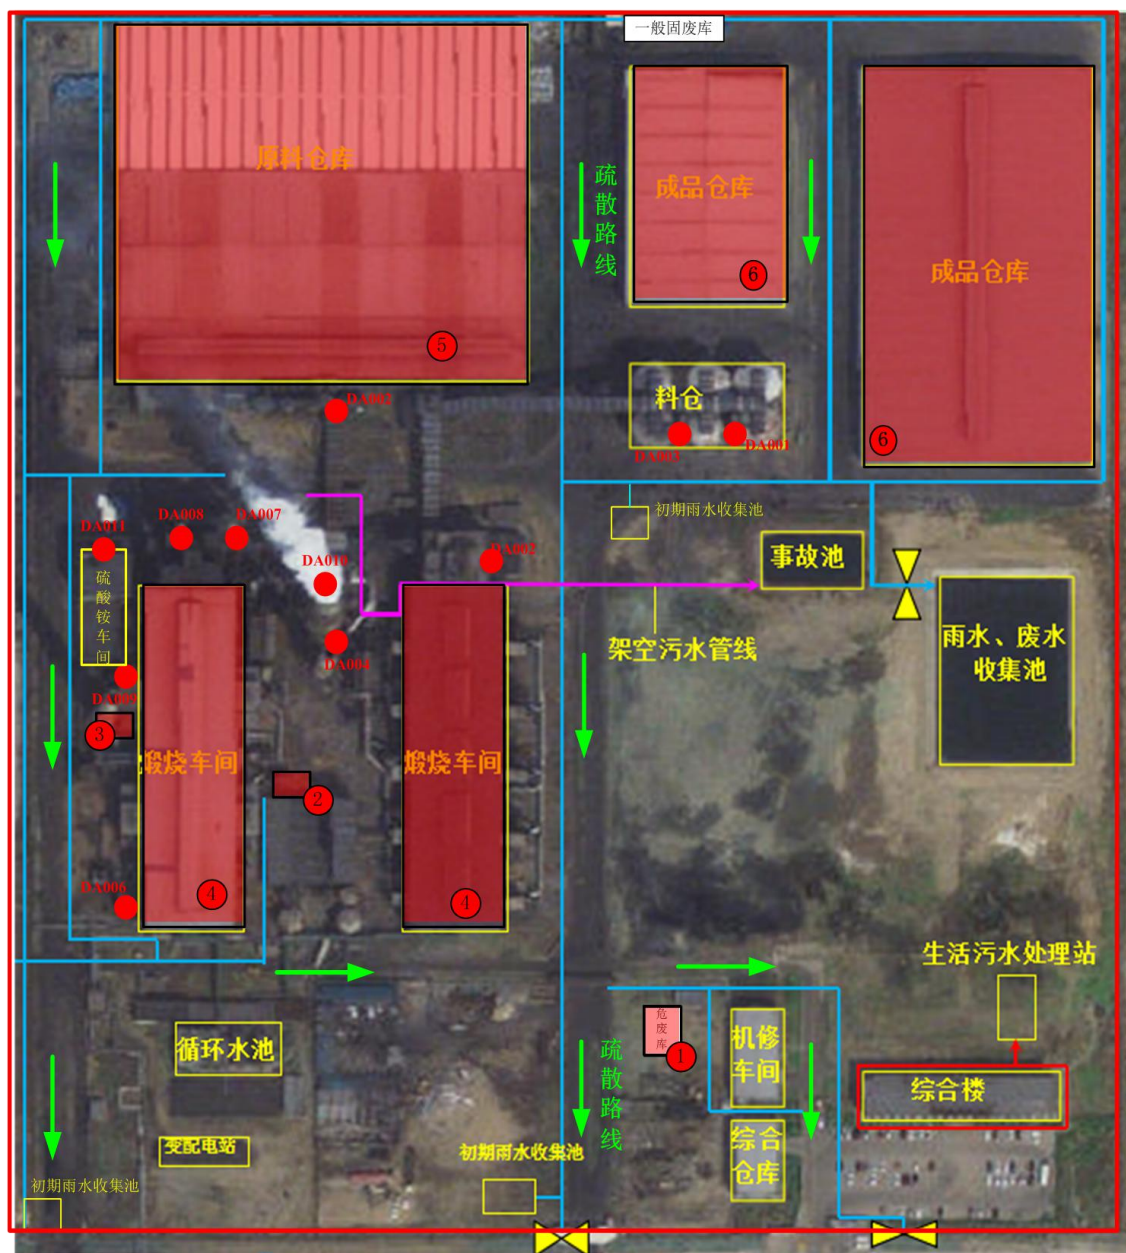 一般固废库
原料仓库
成品仓库
成品仓库
疏散路线
⑥
⑤
⑥
料仓
DA002
DA003
DA001
DA011
DA008
DA007
DA010
DA002
初期雨水收集池
事故池
硫酸铵车间
DA004
架空污水管线
雨水、废水
收集池
DA009
③
煅烧车间
煅烧车间
②
DA006
④
④
生活污水处理站
危废库
①
机修
车间
循环水池
疏散路线
综合楼
变配电站
初期雨水收集池
综合
仓库
初期雨水收集池